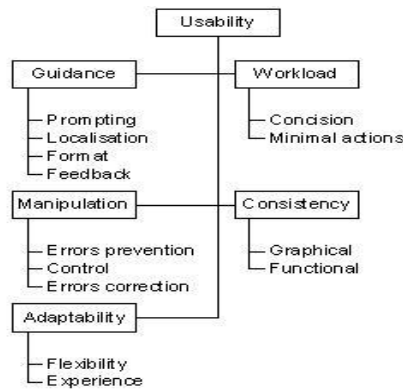 Usability
Guidance
Prompting
Localisation
Format
Feedback
Workload
Concision
Minimal actions
Manipulation
Errors prevention
Control
Errors correction
Consistency
Graphical
Functional
Adaptability
Flexibility
Experience